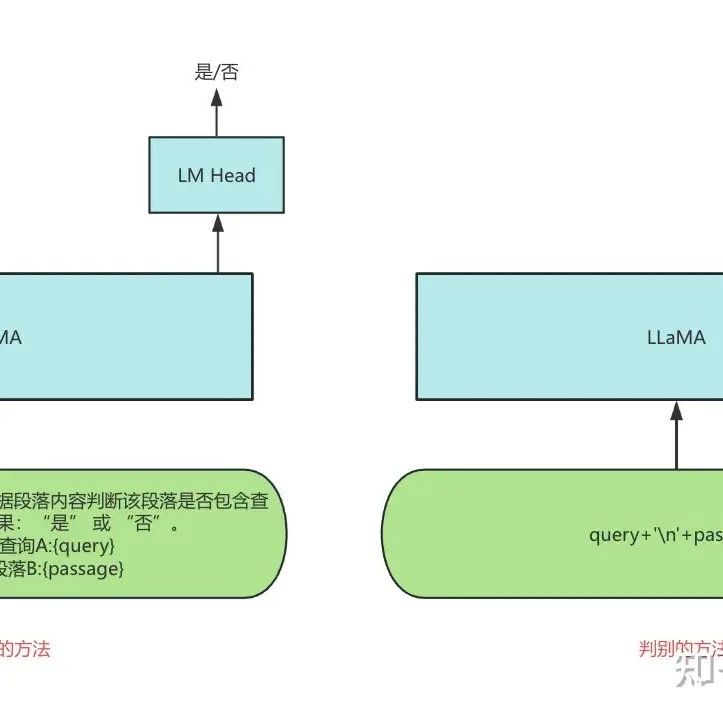 是/否
LM Head
MA
LLaMA
据段落内容判断该段落是否包含查
果：“是” 或 “否”。
查询A:{query}
段落B:{passage}
query+'\n'+pas
的方法
判别的方法
知